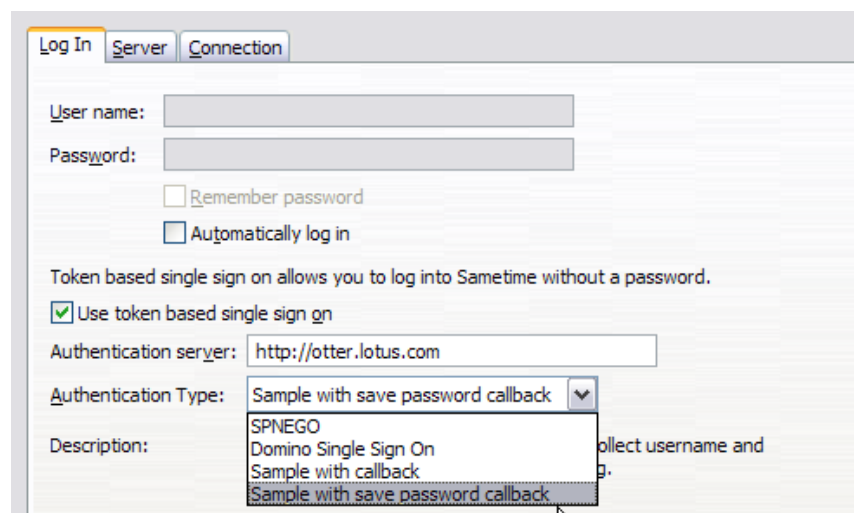 Log In Server Connection
User name:
Password:
Remember password
Automatically log in
Token based single sign on allows you to log into Sametime without a password.
Use token based single sign on
Authentication server: http://otter.lotus.com
Authentication Type: Sample with save password callback
SPNEGO
Description: Domino Single Sign On ollect username and
Sample with callback g.
Sample with save password callback